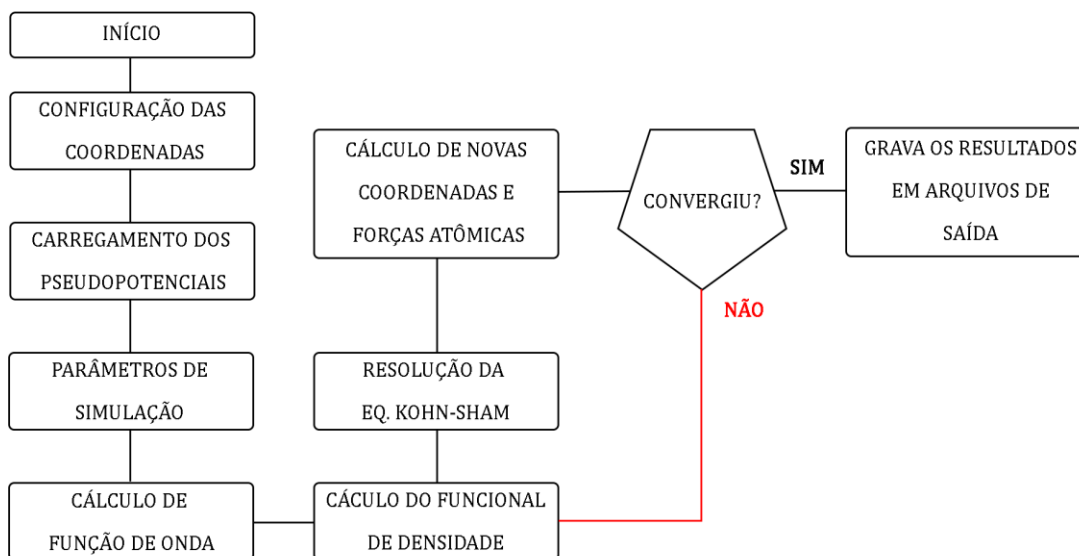 INÍCIO
CONFIGURAÇÃO DAS
COORDENADAS
CARREGAMENTO DOS
PSEUDOPOTENCIAIS
PARÂMETROS DE
SIMULAÇÃO
CÁLCULO DE
FUNÇÃO DE ONDA
CÁCULO DO FUNCIONAL
DE DENSIDADE
RESOLUÇÃO DA
EQ. KOHN-SHAM
CÁLCULO DE NOVAS
COORDENADAS E
FORÇAS ATÔMICAS
CONVERGIU?
SIM
NÃO
GRAVA OS RESULTADOS
EM ARQUIVOS DE
SAÍDA